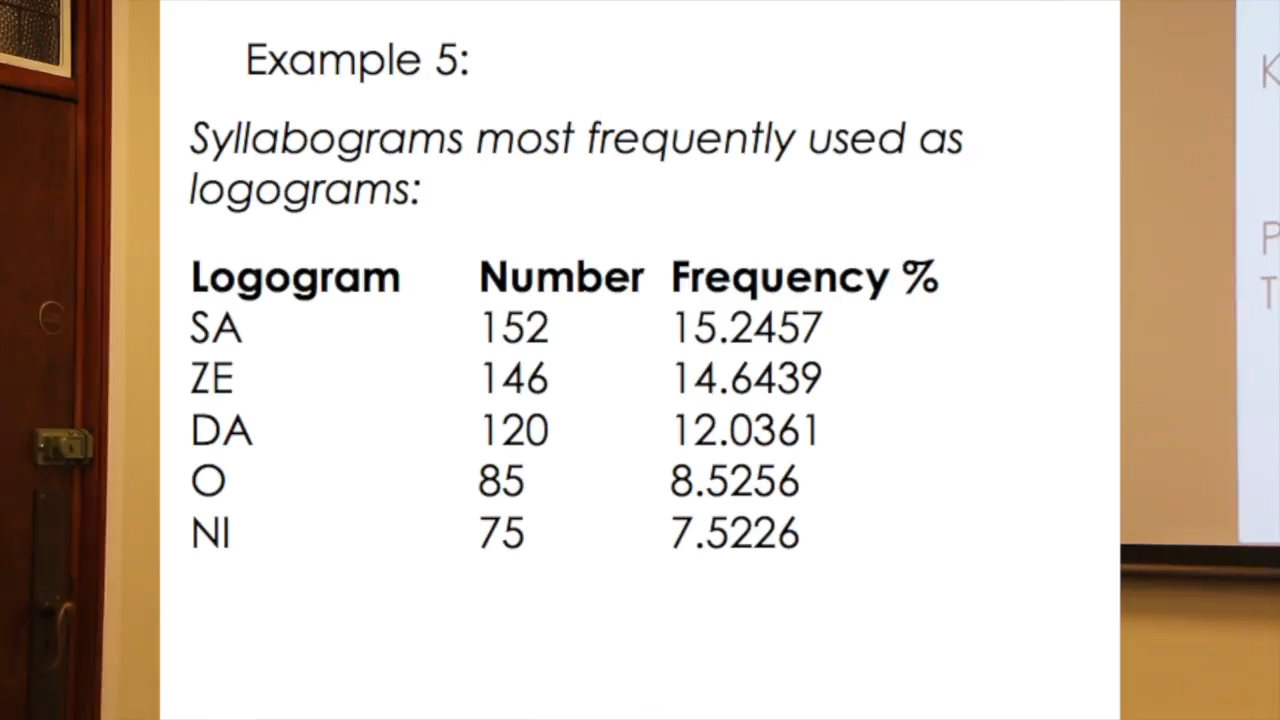 Example 5:
Syllabograms most frequently used as
logograms:
Logogram Number Frequency %
SA 152 15.2457
ZE 146 14.6439
DA 120 12.0361
O 85 8.5256
NI 75 7.5226
K
P
T